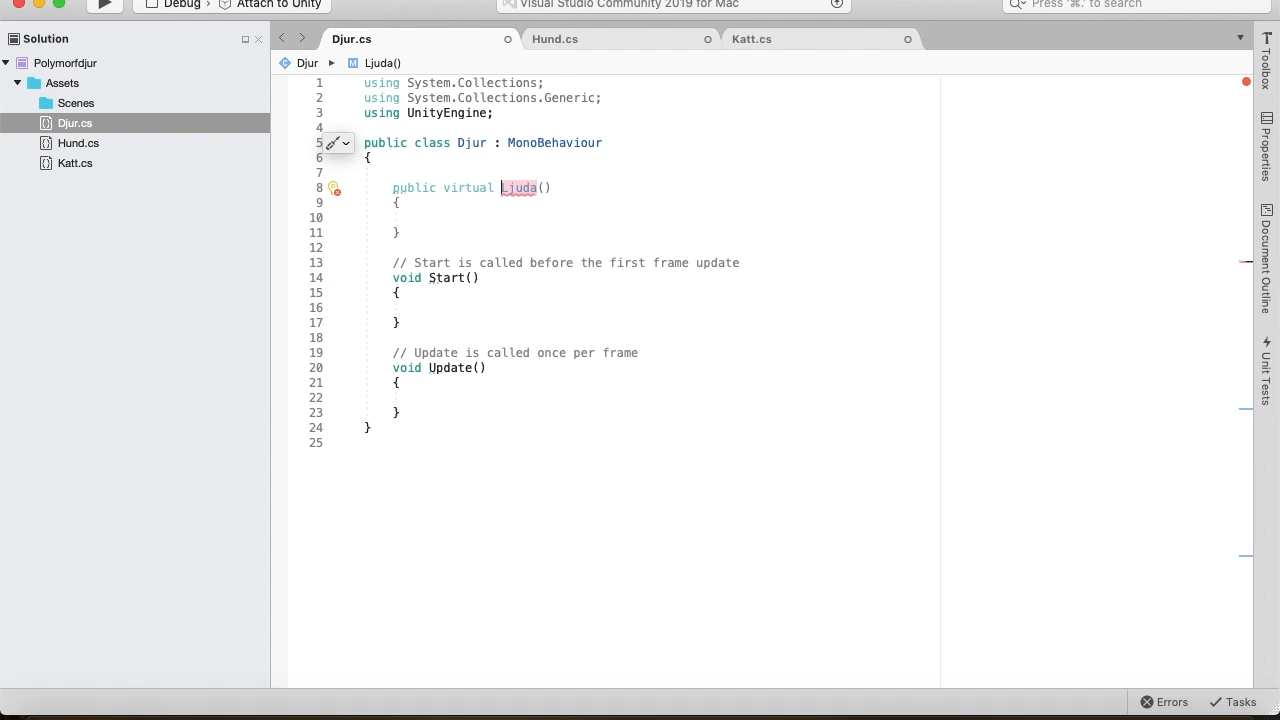 Debug › Attach to Unity
Visual Studio Community 2019 for Mac
Press '⌘.' to search
Solution
Djur.cs
Hund.cs
Katt.cs
Polymorfdjur
Assets
Scenes
Djur.cs
Hund.cs
Katt.cs
Djur
Ljuda()
1 using System.Collections;
2 using System.Collections.Generic;
3 using UnityEngine;
4
5 public class Djur : MonoBehaviour
6 {
7
8 public virtual Ljuda()
9 {
10
11 }
12
13 // Start is called before the first frame update
14 void Start()
15 {
16
17 }
18
19 // Update is called once per frame
20 void Update()
21 {
22
23 }
24 }
25
Toolbox
Properties
Document Outline
Unit Tests
Errors
Tasks